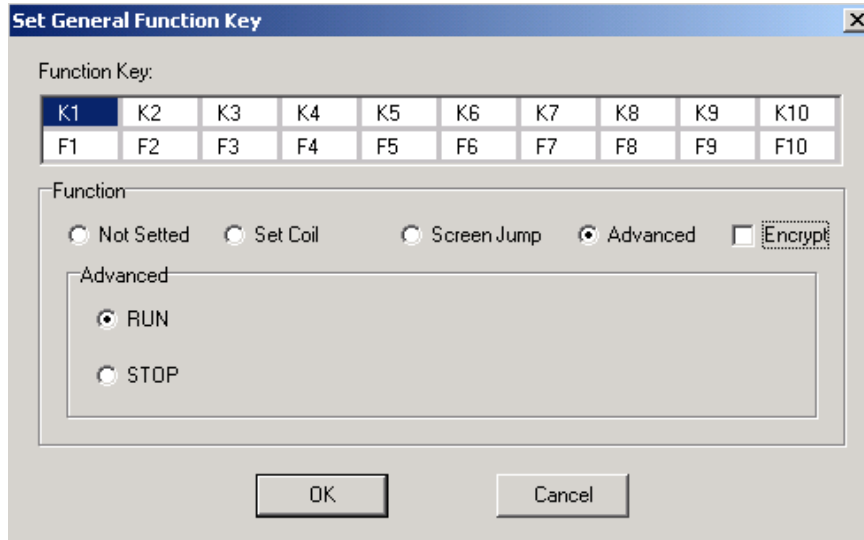 Set General Function Key
Function Key:
K1 K2 K3 K4 K5 K6 K7 K8 K9 K10
F1 F2 F3 F4 F5 F6 F7 F8 F9 F10
Function
Not Setted Set Coil Screen Jump Advanced Encrypt
Advanced
RUN
STOP
OK Cancel